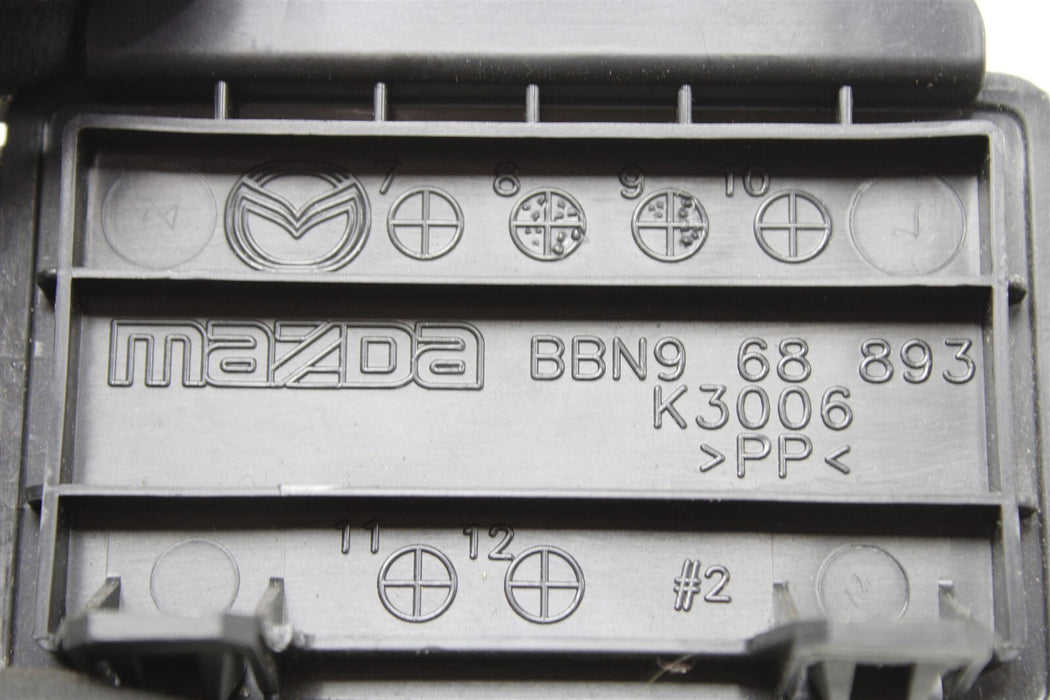 7 8 9 10
mazda BBN9 68 893
K3006
>PP<
11 12 #2